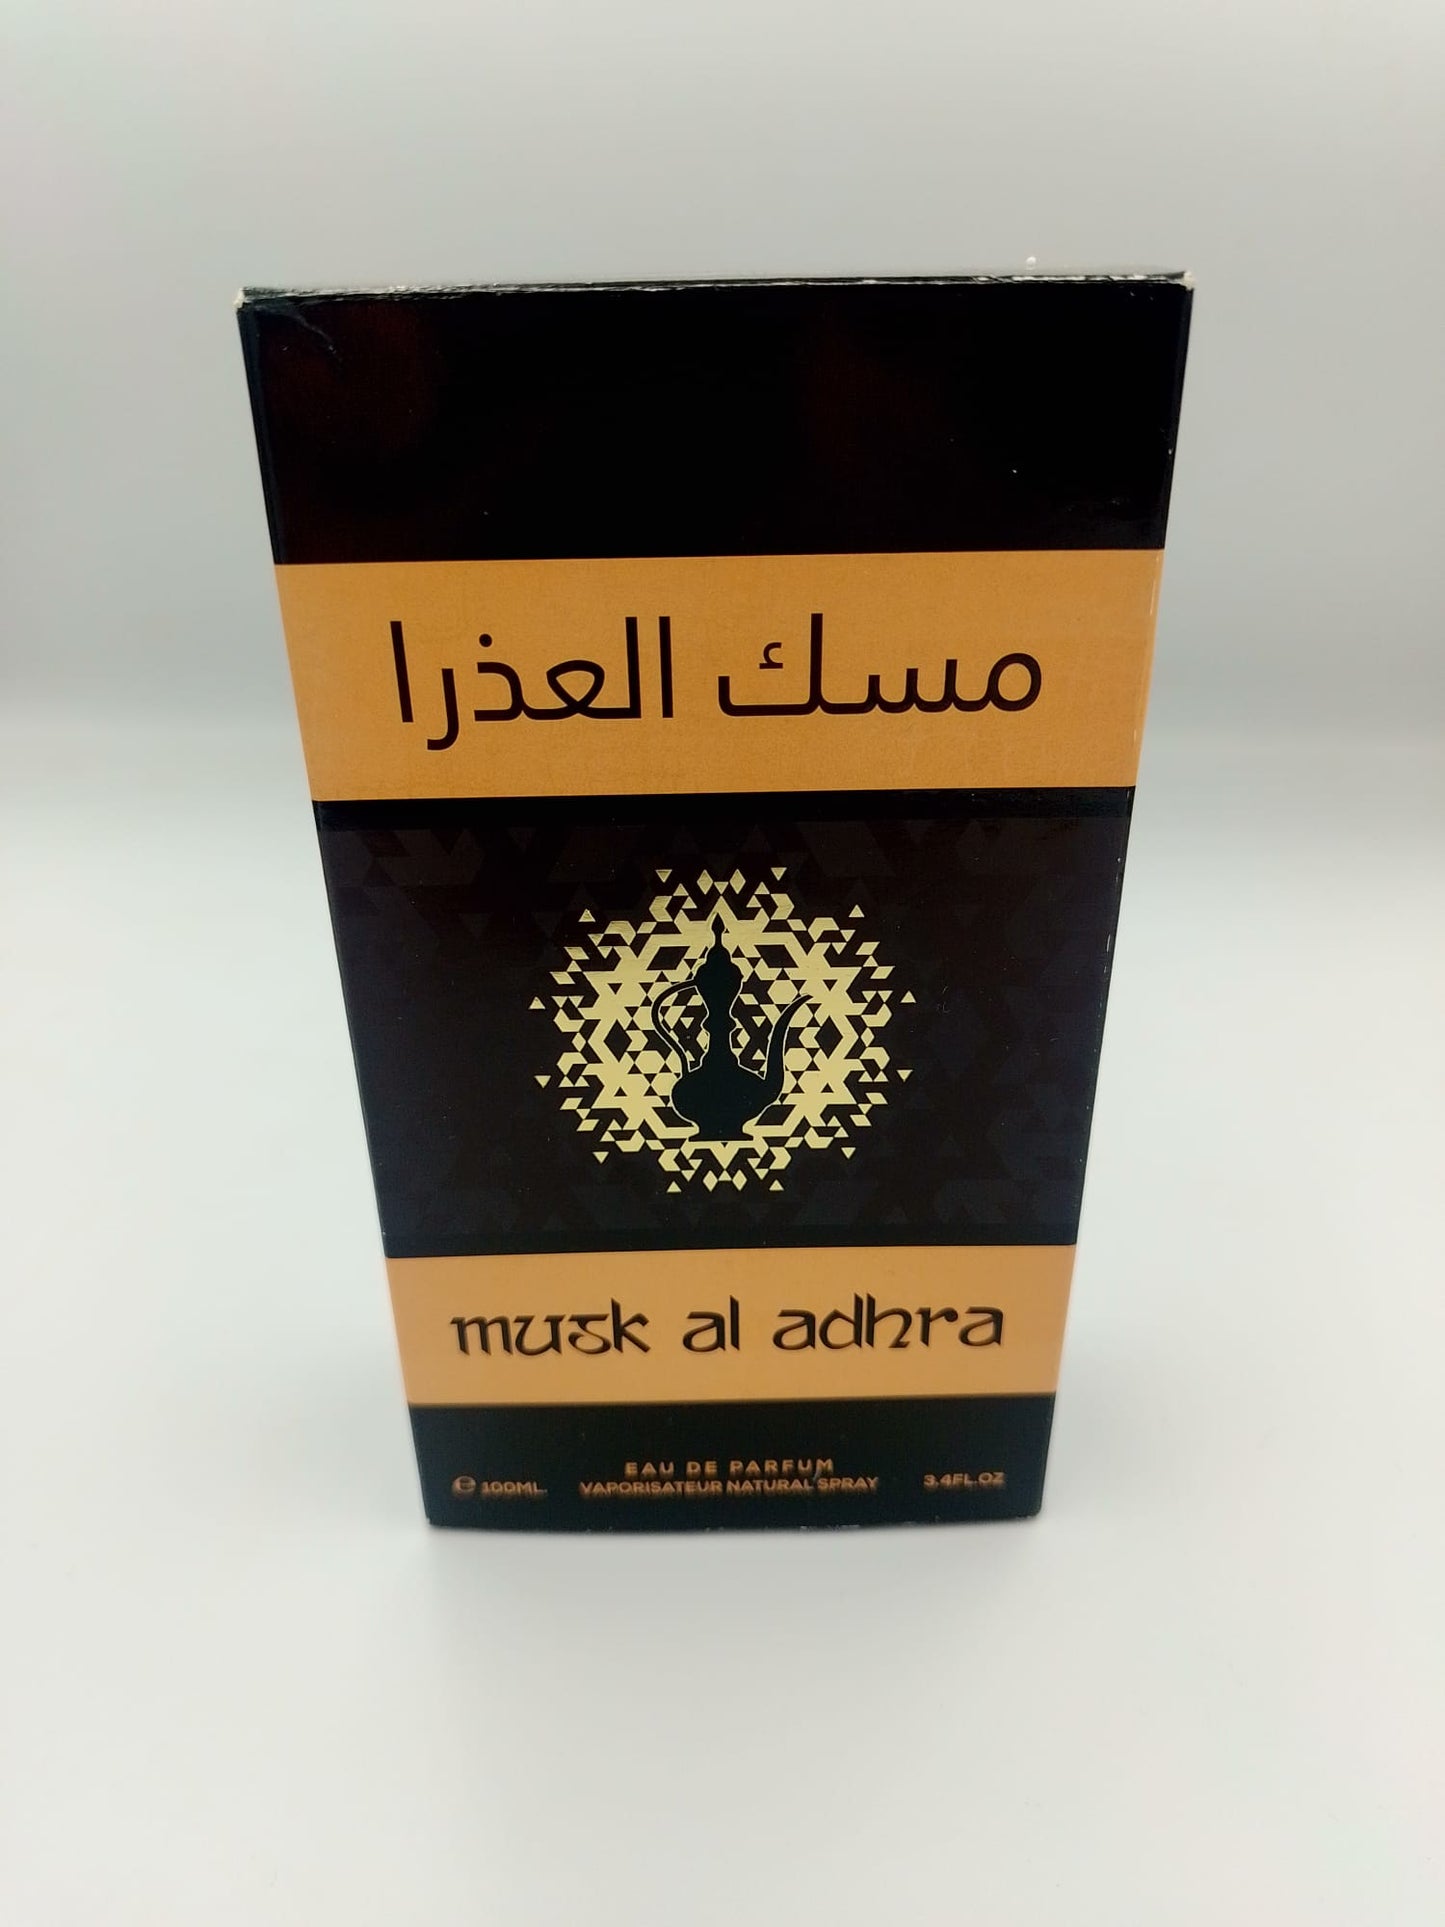 مسك العذرا
musk al adhra
EAU DE PARFUM
℮ 100ML VAPORISATEUR NATURAL SPRAY 3.4FL.OZ